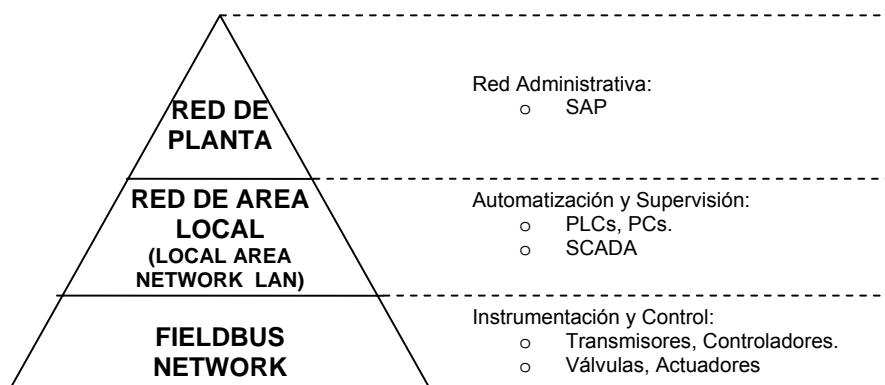 RED DE
PLANTA
Red Administrativa:
o SAP
RED DE AREA
LOCAL
(LOCAL AREA
NETWORK LAN)
Automatización y Supervisión:
o PLCs, PCs.
o SCADA
FIELDBUS
NETWORK
Instrumentación y Control:
o Transmisores, Controladores.
o Válvulas, Actuadores